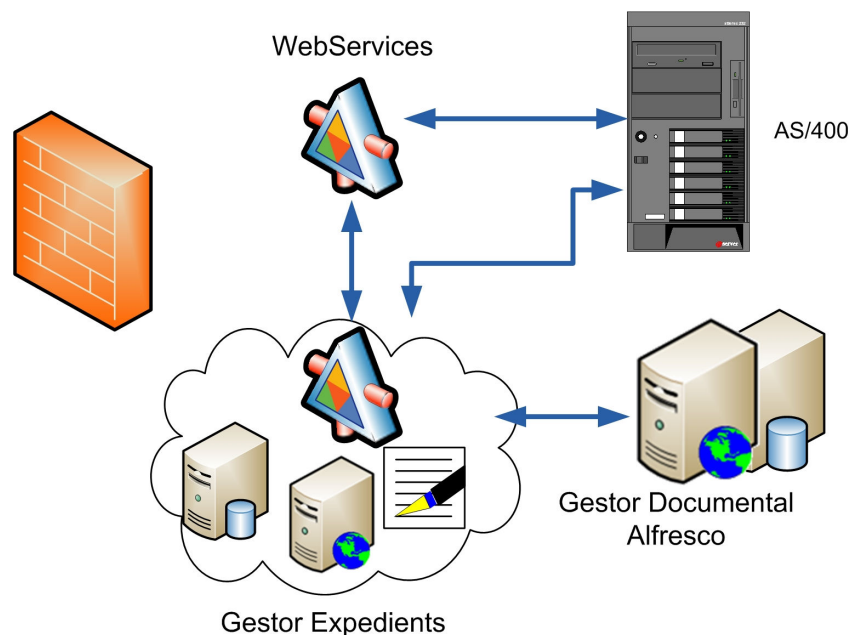 WebServices
AS/400
Gestor Documental
Alfresco
Gestor Expedients